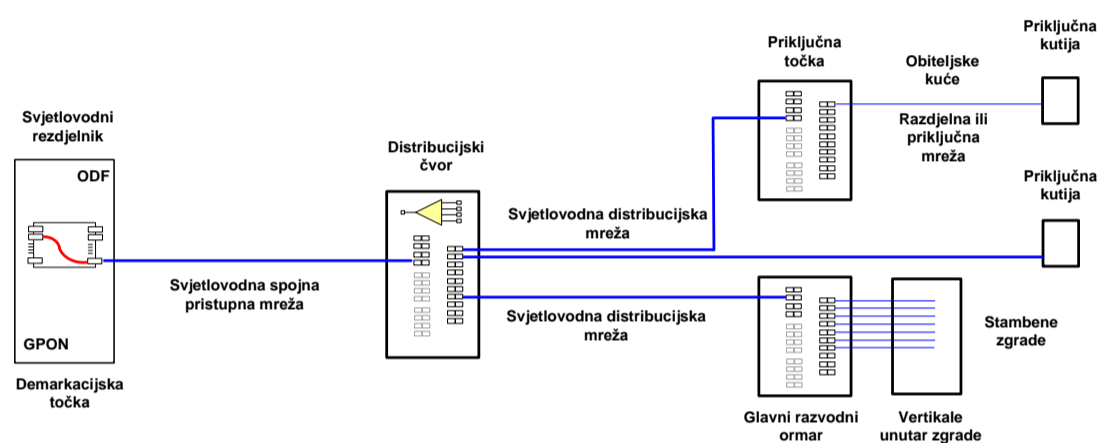 Svjetlovodni
rezdjelnik
ODF
GPON
Demarkacijska
točka
Svjetlovodna spojna
pristupna mreža
Distribucijski
čvor
Svjetlovodna distribucijska
mreža
Svjetlovodna distribucijska
mreža
Priključna
točka
Obiteljske
kuće
Razdjelna ili
priključna
mreža
Priključna
kutija
Priključna
kutija
Stambene
zgrade
Glavni razvodni
ormar
Vertikale
unutar zgrade